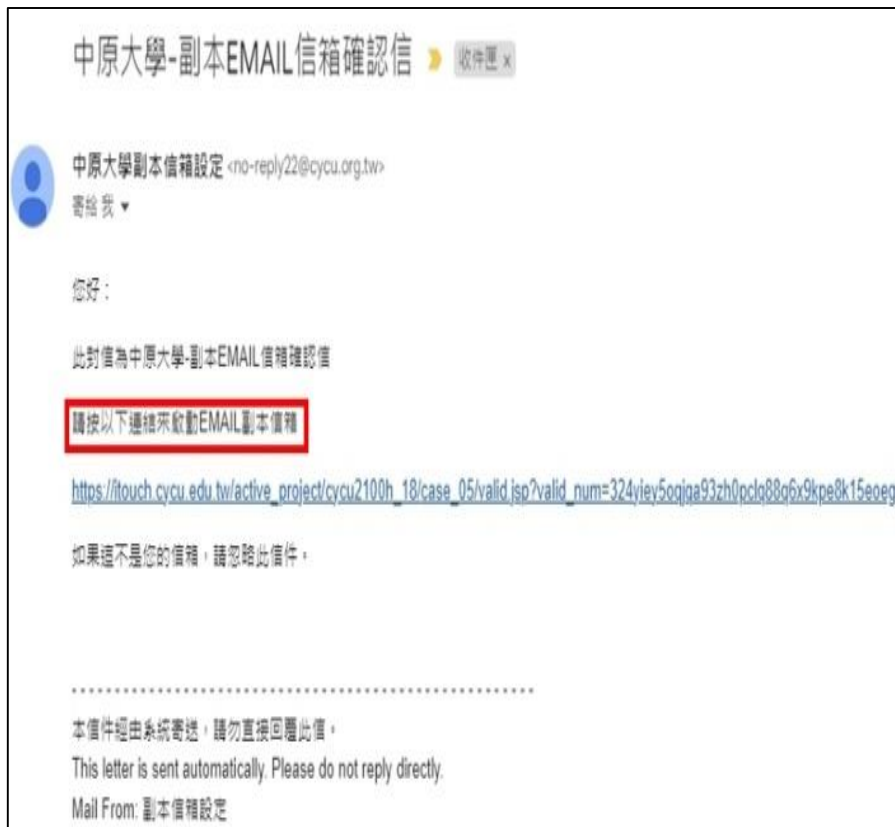 中原大學-副本EMAIL信箱確認信
收件匣 x
中原大學副本信箱設定 <no-reply22@cycu.org.tw>
寄給 我
您好：
此封信為中原大學-副本EMAIL信箱確認信
請按以下連結來啟動EMAIL副本信箱
https://itouch.cycu.edu.tw/active_project/cycu2100h_18/case_05/valid.jsp?valid_num=324yiey5oqjqa93zh0pclq88q6x9kpe8k15eoeg
如果這不是您的信箱，請忽略此信件。
本信件經由系統寄送，請勿直接回覆此信。
This letter is sent automatically. Please do not reply directly.
Mail From: 副本信箱設定